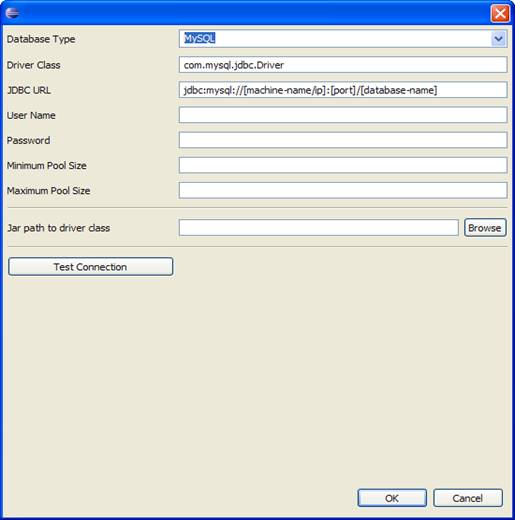 Database Type MySQL
Driver Class com.mysql.jdbc.Driver
JDBC URL jdbc:mysql://[machine-name/ip]:[port]/[database-name]
User Name
Password
Minimum Pool Size
Maximum Pool Size
Jar path to driver class Browse
Test Connection
OK Cancel